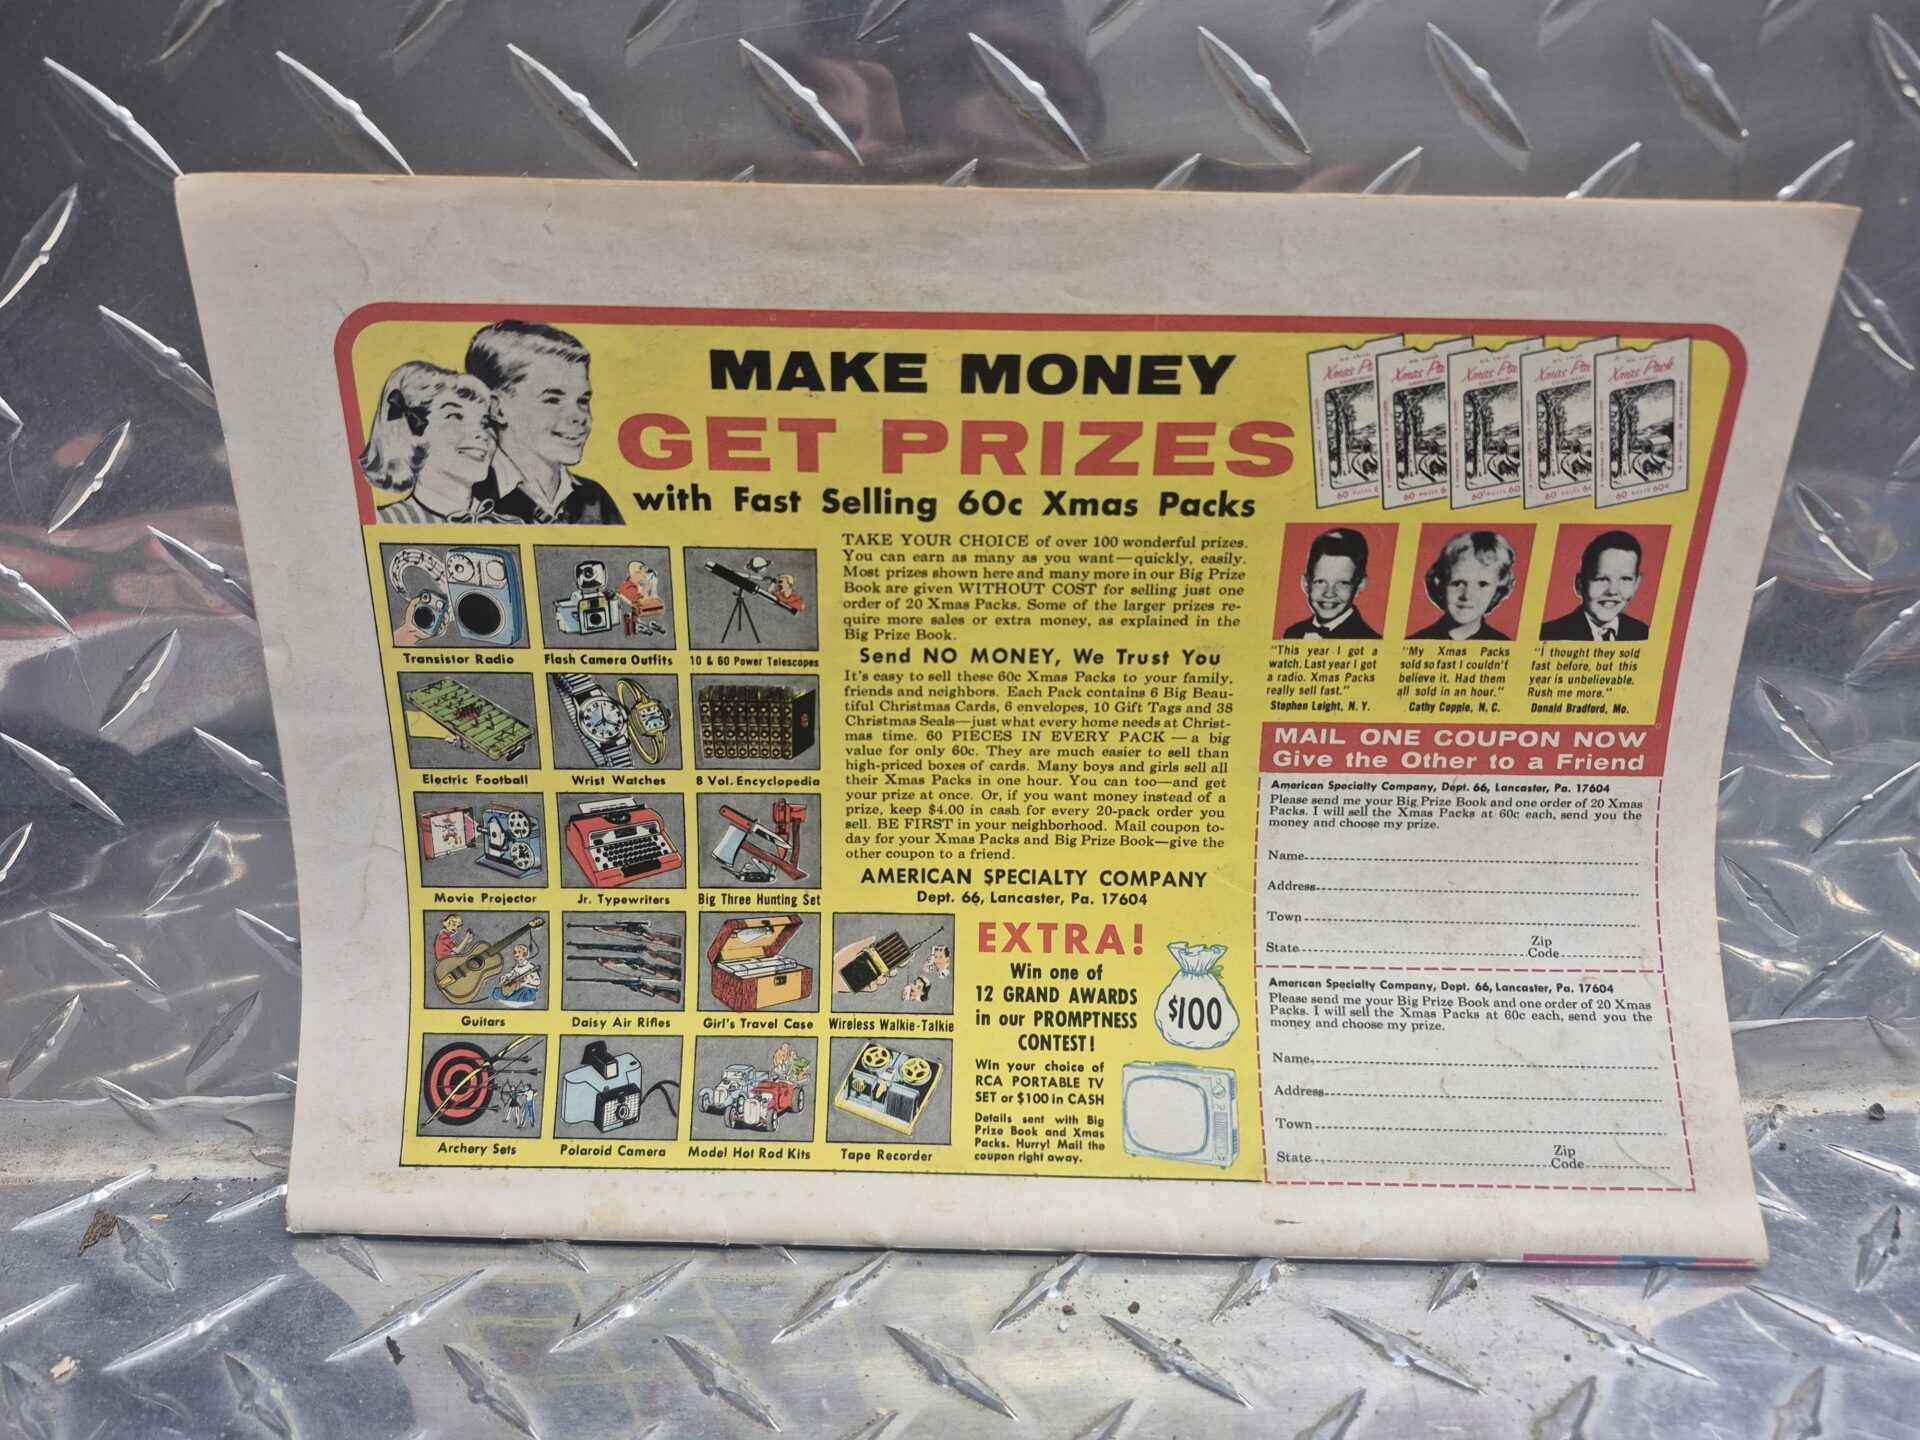 MAKE MONEY
GET PRIZES
with Fast Selling 60c Xmas Packs
Xmas Pa
Xmas Pa
Xmas Pa
Xmas Pa
Xmas Pack
60
60
60
60
60 60¢
Transistor Radio
Flash Camera Outfits
10 & 60 Power Telescopes
Electric Football
Wrist Watches
8 Vol. Encyclopedia
Movie Projector
Jr. Typewriters
Big Three Hunting Set
Guitars
Daisy Air Rifles
Girl's Travel Case
Wireless Walkie-Talkie
Archery Sets
Polaroid Camera
Model Hot Rod Kits
Tape Recorder
TAKE YOUR CHOICE of over 100 wonderful prizes.
You can earn as many as you want—quickly, easily.
Most prizes shown here and many more in our Big Prize
Book are given WITHOUT COST for selling just one
order of 20 Xmas Packs. Some of the larger prizes re-
quire more sales or extra money, as explained in the
Big Prize Book.
Send NO MONEY, We Trust You
It's easy to sell these 60c Xmas Packs to your family,
friends and neighbors. Each Pack contains 6 Big Beau-
tiful Christmas Cards, 6 envelopes, 10 Gift Tags and 38
Christmas Seals—just what every home needs at Christ-
mas time. 60 PIECES IN EVERY PACK — a big
value for only 60c. They are much easier to sell than
high-priced boxes of cards. Many boys and girls sell all
their Xmas Packs in one hour. You can too—and get
your prize at once. Or, if you want money instead of a
prize, keep $4.00 in cash for every 20-pack order you
sell. BE FIRST in your neighborhood. Mail coupon to-
day for your Xmas Packs and Big Prize Book—give the
other coupon to a friend.
AMERICAN SPECIALTY COMPANY
Dept. 66, Lancaster, Pa. 17604
EXTRA!
Win one of
12 GRAND AWARDS
in our PROMPTNESS
CONTEST!
Win your choice of
RCA PORTABLE TV
SET or $100 in CASH
Details sent with Big
Prize Book and Xmas
Packs. Hurry! Mail the
coupon right away.
$100
"This year I got a
watch. Last year I got
a radio. Xmas Packs
really sell fast."
Stephen Leight, N. Y.
"My Xmas Packs
sold so fast I couldn't
believe it. Had them
all sold in an hour."
Cathy Copple, N. C.
"I thought they sold
fast before, but this
year is unbelievable.
Rush me more."
Donald Bradford, Mo.
MAIL ONE COUPON NOW
Give the Other to a Friend
American Specialty Company, Dept. 66, Lancaster, Pa. 17604
Please send me your Big Prize Book and one order of 20 Xmas
Packs. I will sell the Xmas Packs at 60c each, send you the
money and choose my prize.
Name
Address
Town
State Zip Code
American Specialty Company, Dept. 66, Lancaster, Pa. 17604
Please send me your Big Prize Book and one order of 20 Xmas
Packs. I will sell the Xmas Packs at 60c each, send you the
money and choose my prize.
Name
Address
Town
State Zip Code